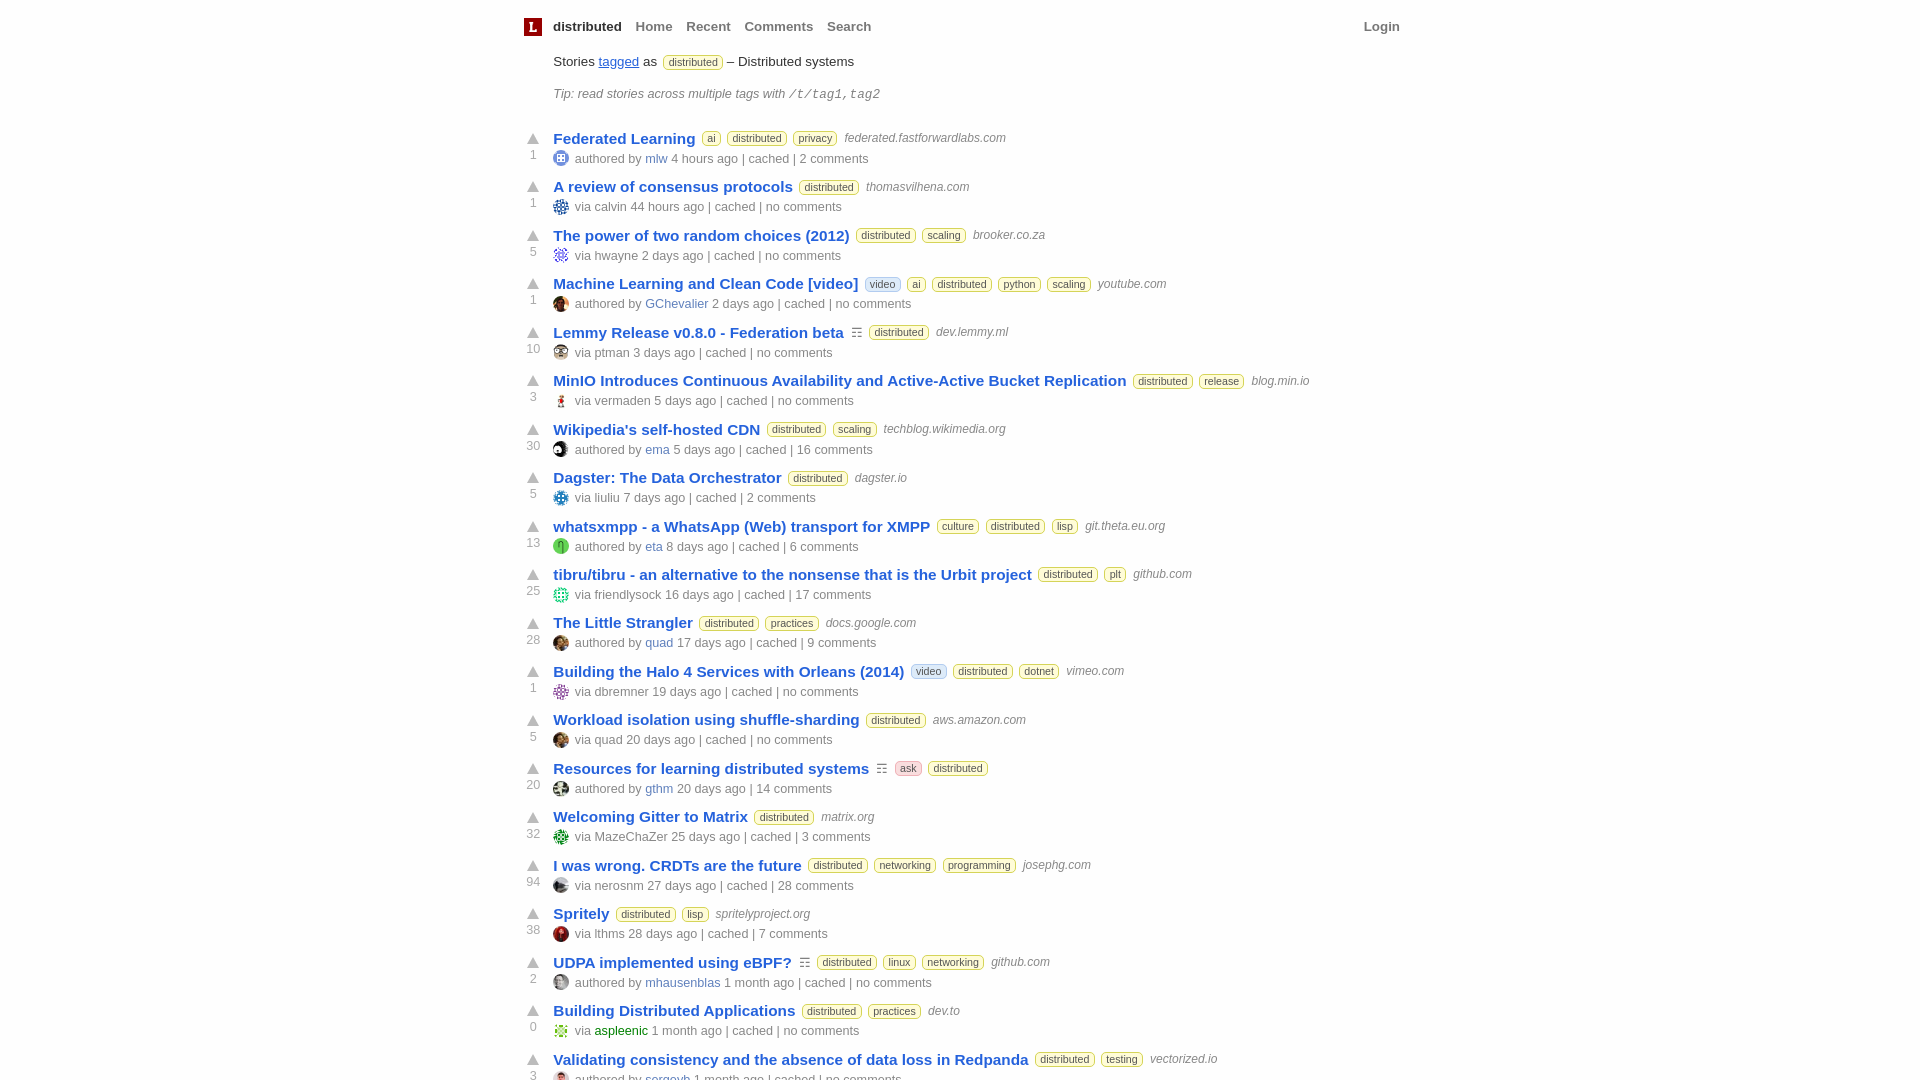 L distributed Home Recent Comments Search Login
Stories tagged as distributed – Distributed systems
Tip: read stories across multiple tags with /t/tag1,tag2
Federated Learning ai distributed privacy federated.fastforwardlabs.com
1 authored by mlw 4 hours ago | cached | 2 comments
A review of consensus protocols distributed thomasvilhena.com
1 via calvin 44 hours ago | cached | no comments
The power of two random choices (2012) distributed scaling brooker.co.za
5 via hwayne 2 days ago | cached | no comments
Machine Learning and Clean Code [video] video ai distributed python scaling youtube.com
1 authored by GChevalier 2 days ago | cached | no comments
Lemmy Release v0.8.0 - Federation beta ☶ distributed dev.lemmy.ml
10 via ptman 3 days ago | cached | no comments
MinIO Introduces Continuous Availability and Active-Active Bucket Replication distributed release blog.min.io
3 via vermaden 5 days ago | cached | no comments
Wikipedia's self-hosted CDN distributed scaling techblog.wikimedia.org
30 authored by ema 5 days ago | cached | 16 comments
Dagster: The Data Orchestrator distributed dagster.io
5 via liuliu 7 days ago | cached | 2 comments
whatsxmpp - a WhatsApp (Web) transport for XMPP culture distributed lisp git.theta.eu.org
13 authored by eta 8 days ago | cached | 6 comments
tibru/tibru - an alternative to the nonsense that is the Urbit project distributed plt github.com
25 via friendlysock 16 days ago | cached | 17 comments
The Little Strangler distributed practices docs.google.com
28 authored by quad 17 days ago | cached | 9 comments
Building the Halo 4 Services with Orleans (2014) video distributed dotnet vimeo.com
1 via dbremner 19 days ago | cached | no comments
Workload isolation using shuffle-sharding distributed aws.amazon.com
5 via quad 20 days ago | cached | no comments
Resources for learning distributed systems ☶ ask distributed
20 authored by gthm 20 days ago | 14 comments
Welcoming Gitter to Matrix distributed matrix.org
32 via MazeChaZer 25 days ago | cached | 3 comments
I was wrong. CRDTs are the future distributed networking programming josephg.com
94 via nerosnm 27 days ago | cached | 28 comments
Spritely distributed lisp spritelyproject.org
38 via lthms 28 days ago | cached | 7 comments
UDPA implemented using eBPF? ☶ distributed linux networking github.com
2 authored by mhausenblas 1 month ago | cached | no comments
Building Distributed Applications distributed practices dev.to
0 via aspleenic 1 month ago | cached | no comments
Validating consistency and the absence of data loss in Redpanda distributed testing vectorized.io
3 authored by sergeyb 1 month ago | cached | no comments